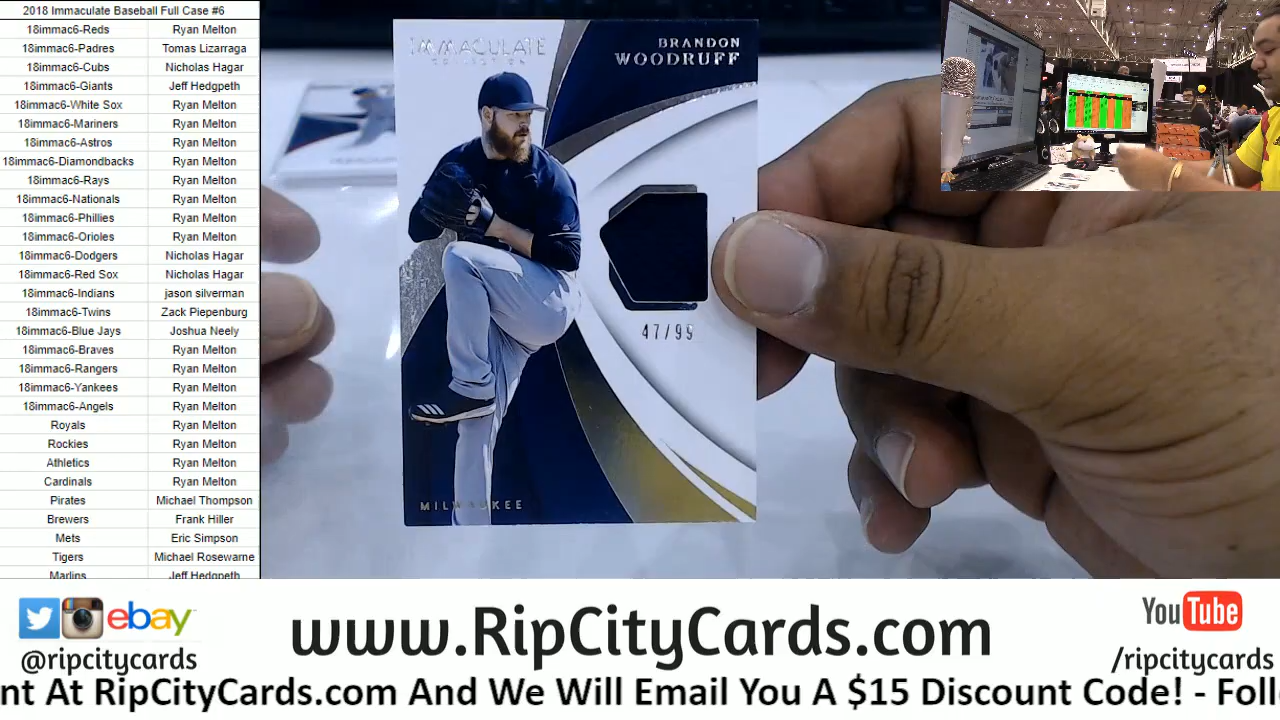 2018 Immaculate Baseball Full Case #6
18immac6-Reds Ryan Melton
18immac6-Padres Tomas Lizarraga
18immac6-Cubs Nicholas Hagar
18immac6-Giants Jeff Hedgpeth
18immac6-White Sox Ryan Melton
18immac6-Mariners Ryan Melton
18immac6-Astros Ryan Melton
18immac6-Diamondbacks Ryan Melton
18immac6-Rays Ryan Melton
18immac6-Nationals Ryan Melton
18immac6-Phillies Ryan Melton
18immac6-Orioles Ryan Melton
18immac6-Dodgers Nicholas Hagar
18immac6-Red Sox Nicholas Hagar
18immac6-Indians jason silverman
18immac6-Twins Zack Piepenburg
18immac6-Blue Jays Joshua Neely
18immac6-Braves Ryan Melton
18immac6-Rangers Ryan Melton
18immac6-Yankees Ryan Melton
18immac6-Angels Ryan Melton
Royals Ryan Melton
Rockies Ryan Melton
Athletics Ryan Melton
Cardinals Ryan Melton
Pirates Michael Thompson
Brewers Frank Hiller
Mets Eric Simpson
Tigers Michael Rosewarne
Marlins Jeff Hedgpeth
IMMACULATE
COLLECTION
BRANDON
WOODRUFF
47/99
MILWAUKEE
ebay
@ripcitycards
www.RipCityCards.com
YouTube
/ripcitycards
nt At RipCityCards.com And We Will Email You A $15 Discount Code! - Foll